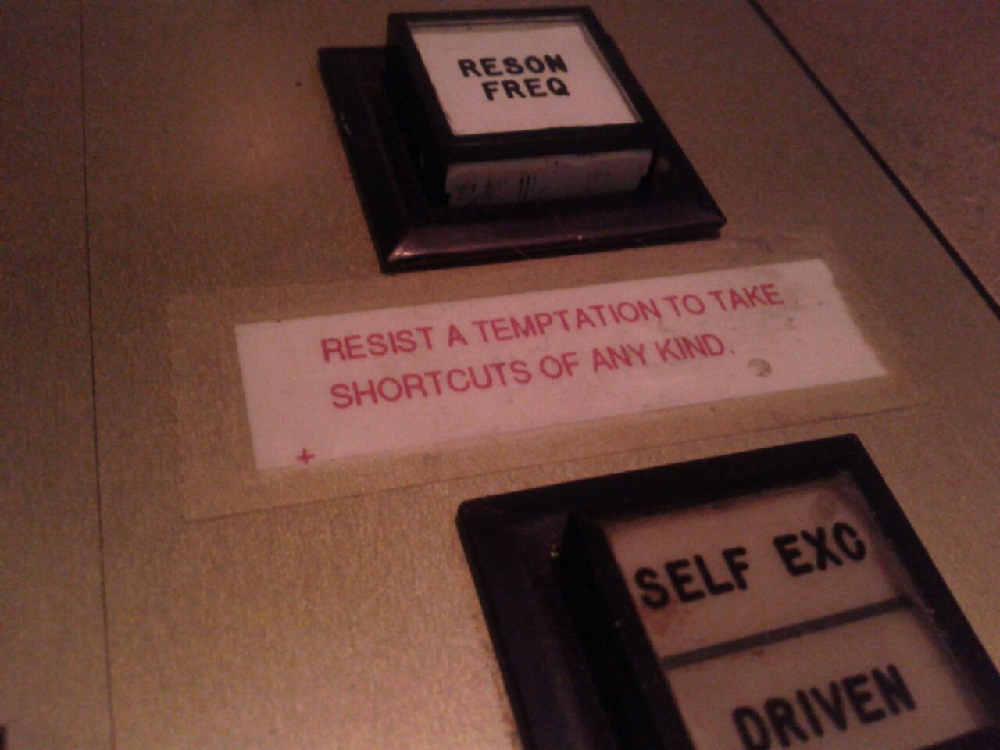 RESON
FREQ
RESIST A TEMPTATION TO TAKE
SHORTCUTS OF ANY KIND.
+
SELF EXC
DRIVEN